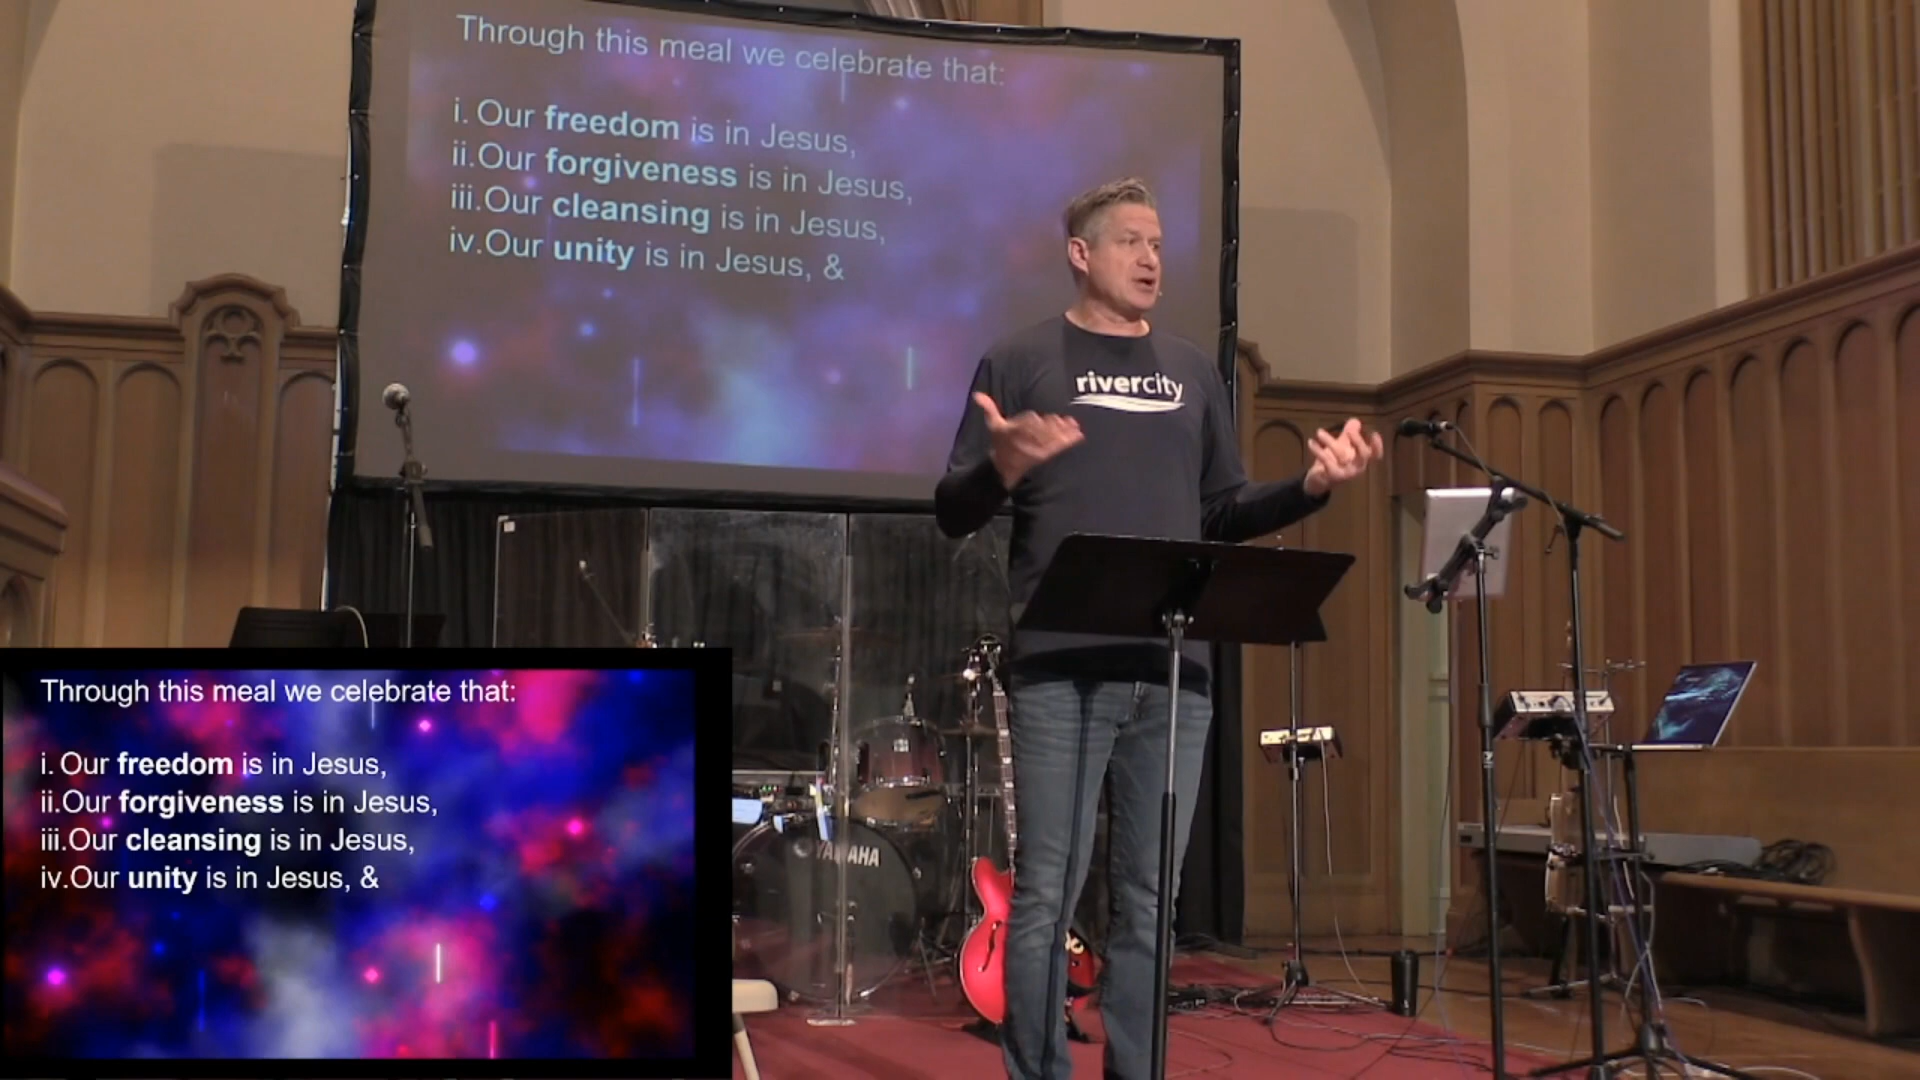 Through this meal we celebrate that:
i. Our freedom is in Jesus,
ii.Our forgiveness is in Jesus,
iii.Our cleansing is in Jesus,
iv.Our unity is in Jesus, &
rivercity
Through this meal we celebrate that:
i. Our freedom is in Jesus,
ii.Our forgiveness is in Jesus,
iii.Our cleansing is in Jesus,
iv.Our unity is in Jesus, &
YAMAHA